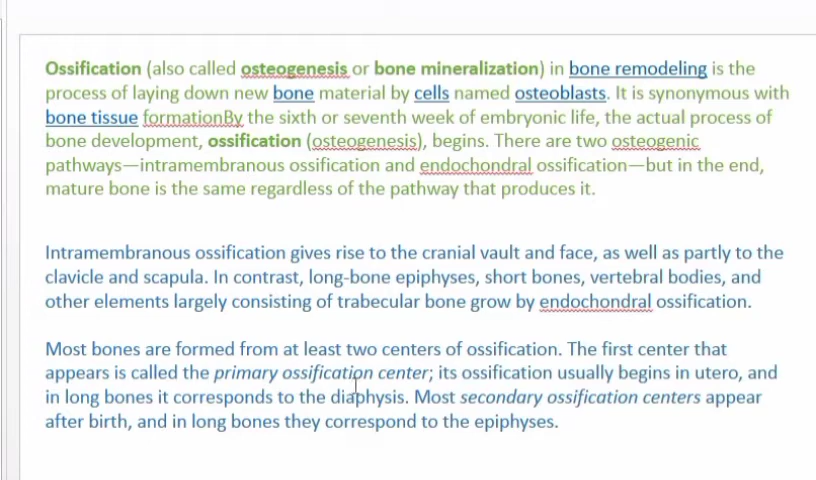 Ossification (also called osteogenesis or bone mineralization) in bone remodeling is the
process of laying down new bone material by cells named osteoblasts. It is synonymous with
bone tissue formationBy the sixth or seventh week of embryonic life, the actual process of
bone development, ossification (osteogenesis), begins. There are two osteogenic
pathways—intramembranous ossification and endochondral ossification—but in the end,
mature bone is the same regardless of the pathway that produces it.
Intramembranous ossification gives rise to the cranial vault and face, as well as partly to the
clavicle and scapula. In contrast, long-bone epiphyses, short bones, vertebral bodies, and
other elements largely consisting of trabecular bone grow by endochondral ossification.
Most bones are formed from at least two centers of ossification. The first center that
appears is called the primary ossification center; its ossification usually begins in utero, and
in long bones it corresponds to the diaphysis. Most secondary ossification centers appear
after birth, and in long bones they correspond to the epiphyses.